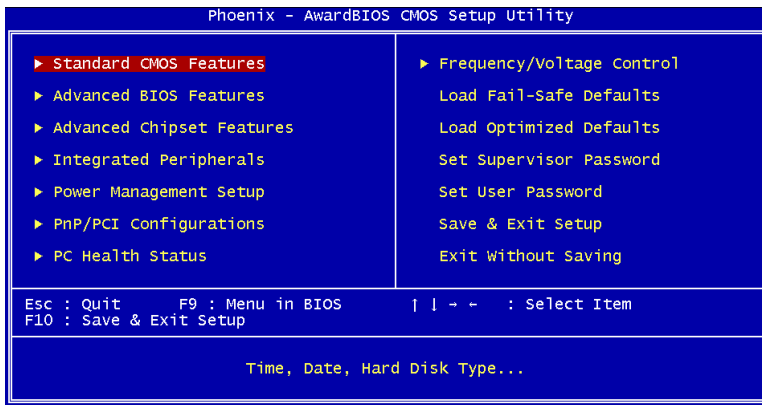 Phoenix - AwardBIOS CMOS Setup Utility
▶ Standard CMOS Features
▶ Advanced BIOS Features
▶ Advanced Chipset Features
▶ Integrated Peripherals
▶ Power Management Setup
▶ PnP/PCI Configurations
▶ PC Health Status
▶ Frequency/Voltage Control
Load Fail-Safe Defaults
Load Optimized Defaults
Set Supervisor Password
Set User Password
Save & Exit Setup
Exit Without Saving
Esc : Quit F9 : Menu in BIOS ↑ ↓ → ← : Select Item
F10 : Save & Exit Setup
Time, Date, Hard Disk Type...